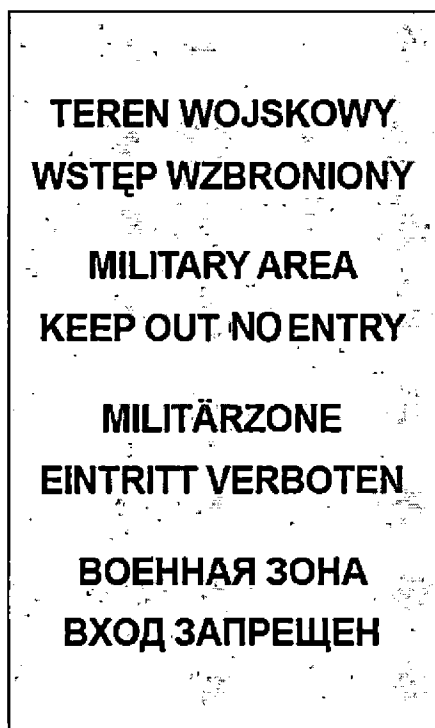 TEREN WOJSKOWY
WSTĘP WZBRONIONY
MILITARY AREA
KEEP OUT NO ENTRY
MILITÄRZONE
EINTRITT VERBOTEN
ВОЕННАЯ ЗОНА
ВХОД ЗАПРЕЩЕН